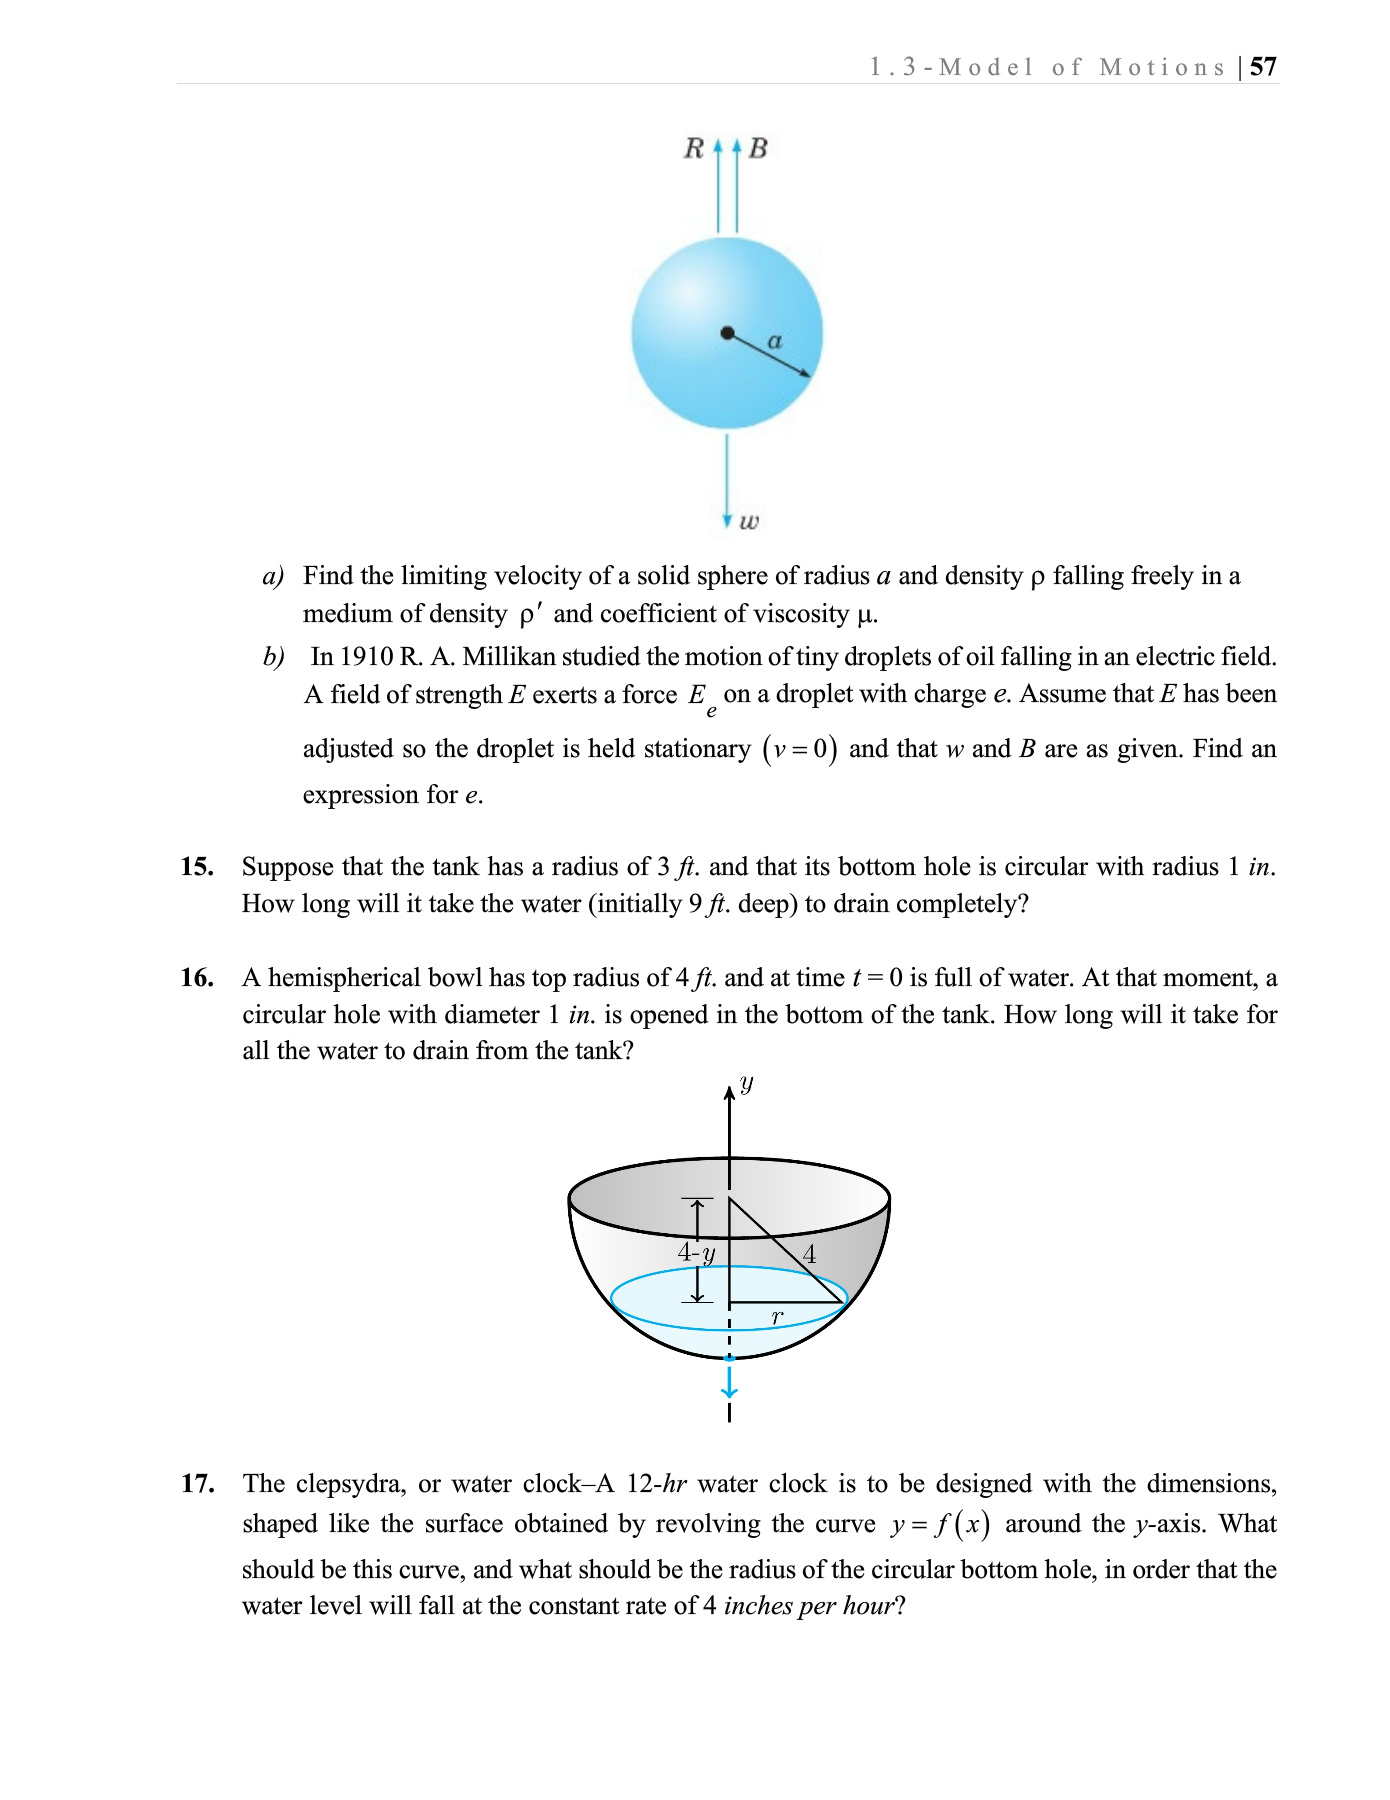 1.3-Model of Motions | 57
R B
a
w
a) Find the limiting velocity of a solid sphere of radius a and density ρ falling freely in a
medium of density ρ′ and coefficient of viscosity μ.
b) In 1910 R. A. Millikan studied the motion of tiny droplets of oil falling in an electric field.
A field of strength E exerts a force E_e on a droplet with charge e. Assume that E has been
adjusted so the droplet is held stationary (v = 0) and that w and B are as given. Find an
expression for e.
15. Suppose that the tank has a radius of 3 ft. and that its bottom hole is circular with radius 1 in.
How long will it take the water (initially 9 ft. deep) to drain completely?
16. A hemispherical bowl has top radius of 4 ft. and at time t = 0 is full of water. At that moment, a
circular hole with diameter 1 in. is opened in the bottom of the tank. How long will it take for
all the water to drain from the tank?
y
4-y 4
r
17. The clepsydra, or water clock–A 12-hr water clock is to be designed with the dimensions,
shaped like the surface obtained by revolving the curve y = f(x) around the y-axis. What
should be this curve, and what should be the radius of the circular bottom hole, in order that the
water level will fall at the constant rate of 4 inches per hour?